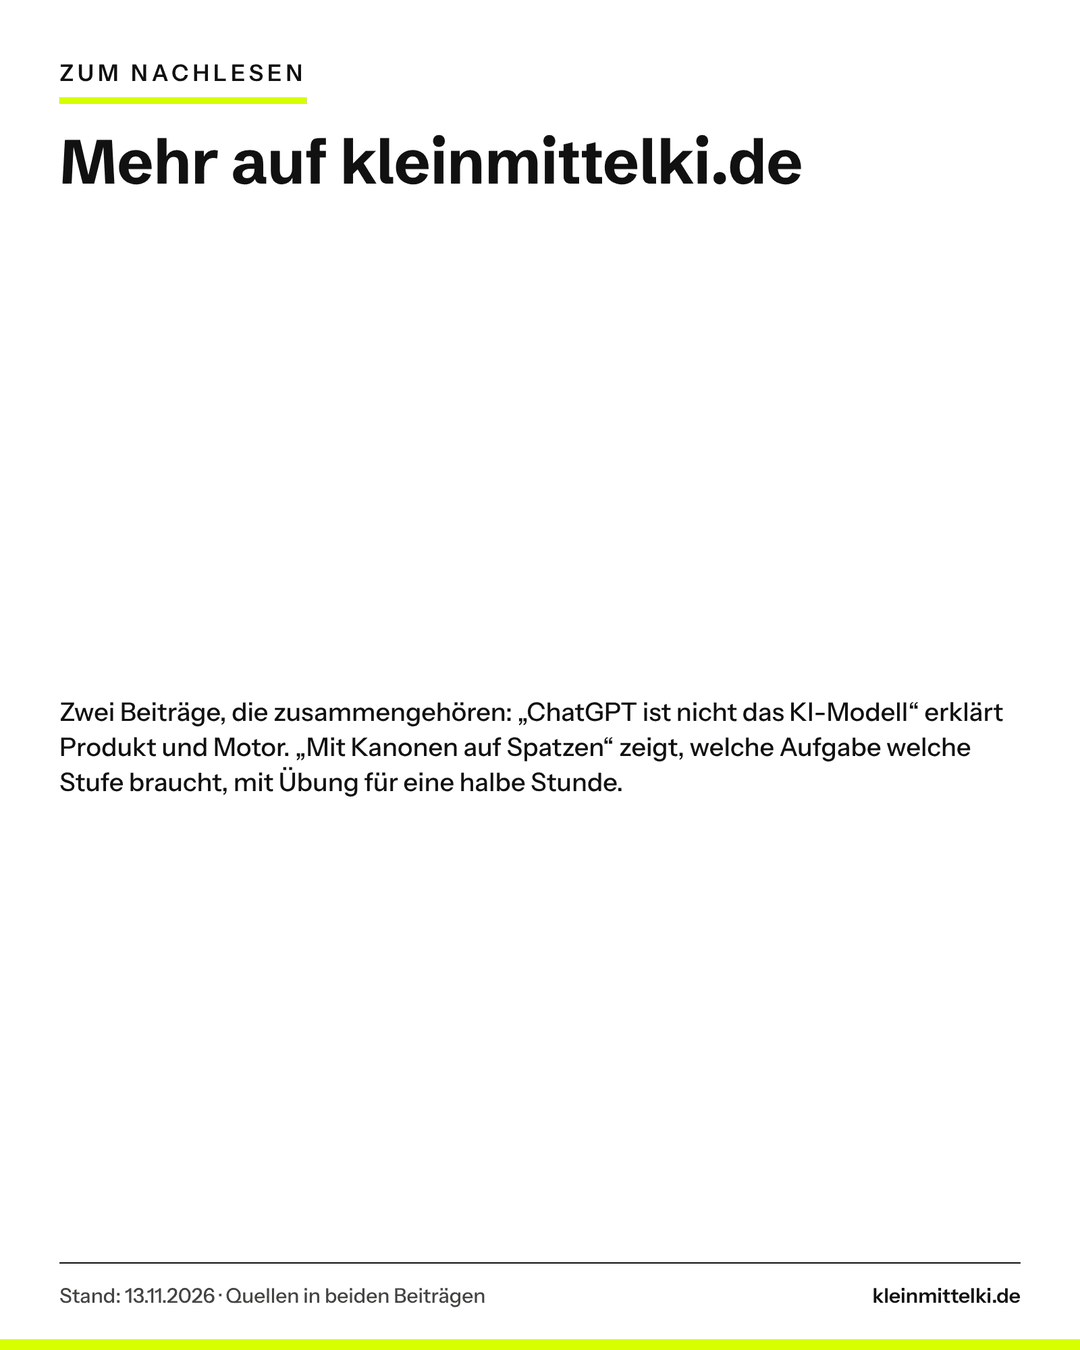 ZUM NACHLESEN
Mehr auf kleinmittelki.de
Zwei Beiträge, die zusammengehören: „ChatGPT ist nicht das KI-Modell“ erklärt
Produkt und Motor. „Mit Kanonen auf Spatzen“ zeigt, welche Aufgabe welche
Stufe braucht, mit Übung für eine halbe Stunde.
Stand: 13.11.2026 · Quellen in beiden Beiträgen
kleinmittelki.de